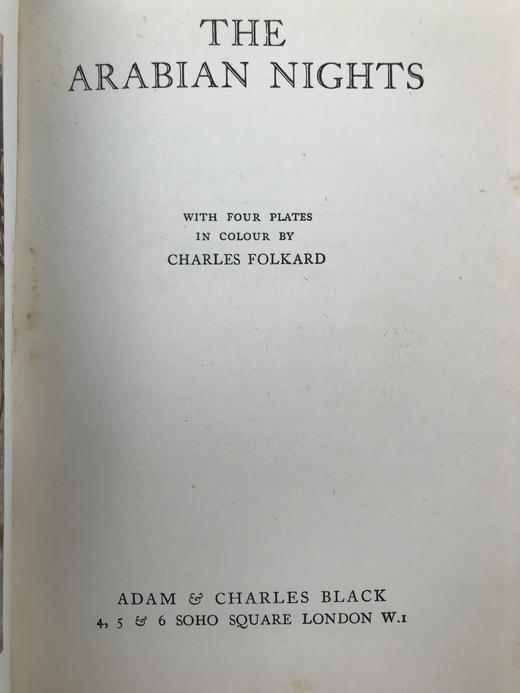 THE
ARABIAN NIGHTS
WITH FOUR PLATES
IN COLOUR BY
CHARLES FOLKARD
ADAM & CHARLES BLACK
4, 5 & 6 SOHO SQUARE LONDON W.1